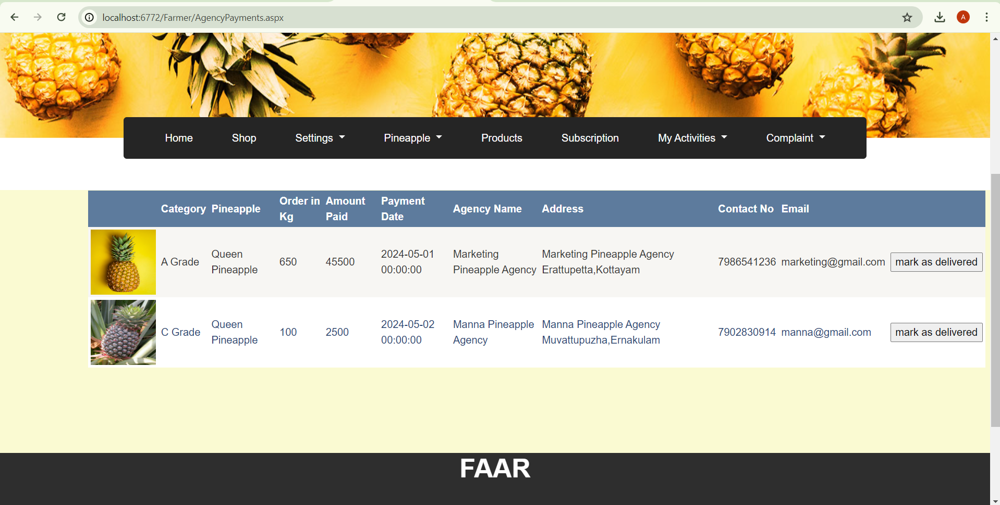 localhost:6772/Farmer/AgencyPayments.aspx
A
Home Shop Settings Pineapple Products Subscription My Activities Complaint
Category Pineapple Order in Kg Amount Paid Payment Date Agency Name Address Contact No Email
A Grade Queen Pineapple 650 45500 2024-05-01 00:00:00 Marketing Pineapple Agency Marketing Pineapple Agency Erattupetta,Kottayam 7986541236 marketing@gmail.com mark as delivered
C Grade Queen Pineapple 100 2500 2024-05-02 00:00:00 Manna Pineapple Agency Manna Pineapple Agency Muvattupuzha,Ernakulam 7902830914 manna@gmail.com mark as delivered
FAAR